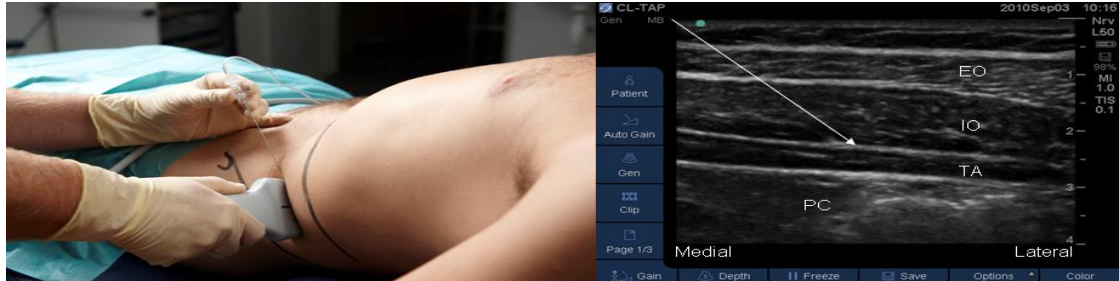 CL-TAP
2010Sep03 10:16
Gen MB
Nrv
L50
98%
MI
1.0
TIS
0.1
Patient
Auto Gain
Gen
Clip
Page 1/3
EO
IO
TA
PC
1
2
3
4
Medial Lateral
Gain Depth Freeze Save Options Color